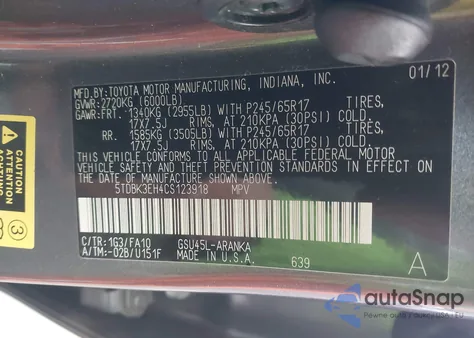 MFD.BY:TOYOTA MOTOR MANUFACTURING, INDIANA, INC. 01/12
GVWR:2720KG (6000LB)
GAWR:FRT. 1340KG (2955LB) WITH P245/65R17 TIRES,
17X7.5J RIMS, AT 210KPA (30PSI) COLD.
RR. 1585KG (3505LB) WITH P245/65R17 TIRES,
17X7.5J RIMS, AT 210KPA (30PSI) COLD.
THIS VEHICLE CONFORMS TO ALL APPLICABLE FEDERAL MOTOR
VEHICLE SAFETY AND THEFT PREVENTION STANDARDS IN EFFECT ON
THE DATE OF MANUFACTURE SHOWN ABOVE.
5TDBK3EH4CS123918 MPV
C/TR:1G3/FA10 GSU45L-ARANKA
A/TM:-02B/U151F MADE IN U.S.A. 639 A
3
autoSnap
Pewne auto z USA